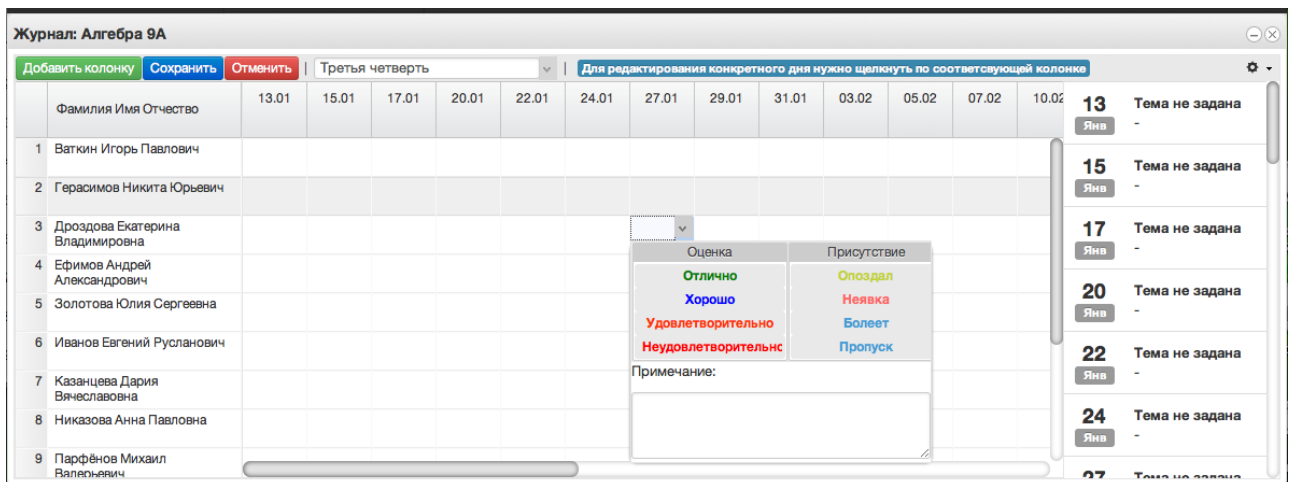 Журнал: Алгебра 9А
Добавить колонку Сохранить Отменить | Третья четверть | Для редактирования конкретного дня нужно щелкнуть по соответсвующей колонке
Фамилия Имя Отчество 13.01 15.01 17.01 20.01 22.01 24.01 27.01 29.01 31.01 03.02 05.02 07.02 10.02
1 Ваткин Игорь Павлович
2 Герасимов Никита Юрьевич
3 Дроздова Екатерина
Владимировна
4 Ефимов Андрей
Александрович
5 Золотова Юлия Сергеевна
6 Иванов Евгений Русланович
7 Казанцева Дария
Вячеславовна
8 Никазова Анна Павловна
9 Парфёнов Михаил
Валерьевич
Оценка Присутствие
Отлично Опоздал
Хорошо Неявка
Удовлетворительно Болеет
Неудовлетворительно Пропуск
Примечание:
13 Тема не задана
Янв -
15 Тема не задана
Янв -
17 Тема не задана
Янв -
20 Тема не задана
Янв -
22 Тема не задана
Янв -
24 Тема не задана
Янв -
27 Тема не задана